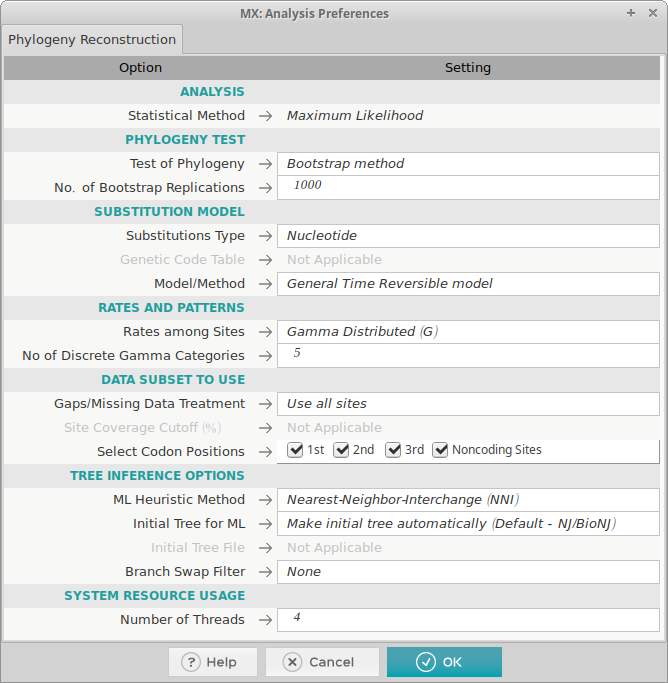 MX: Analysis Preferences
Phylogeny Reconstruction
Option Setting
ANALYSIS
Statistical Method → Maximum Likelihood
PHYLOGENY TEST
Test of Phylogeny → Bootstrap method
No. of Bootstrap Replications → 1000
SUBSTITUTION MODEL
Substitutions Type → Nucleotide
Genetic Code Table → Not Applicable
Model/Method → General Time Reversible model
RATES AND PATTERNS
Rates among Sites → Gamma Distributed (G)
No of Discrete Gamma Categories → 5
DATA SUBSET TO USE
Gaps/Missing Data Treatment → Use all sites
Site Coverage Cutoff (%) → Not Applicable
Select Codon Positions → 1st 2nd 3rd Noncoding Sites
TREE INFERENCE OPTIONS
ML Heuristic Method → Nearest-Neighbor-Interchange (NNI)
Initial Tree for ML → Make initial tree automatically (Default - NJ/BioNJ)
Initial Tree File → Not Applicable
Branch Swap Filter → None
SYSTEM RESOURCE USAGE
Number of Threads → 4
? Help Cancel OK